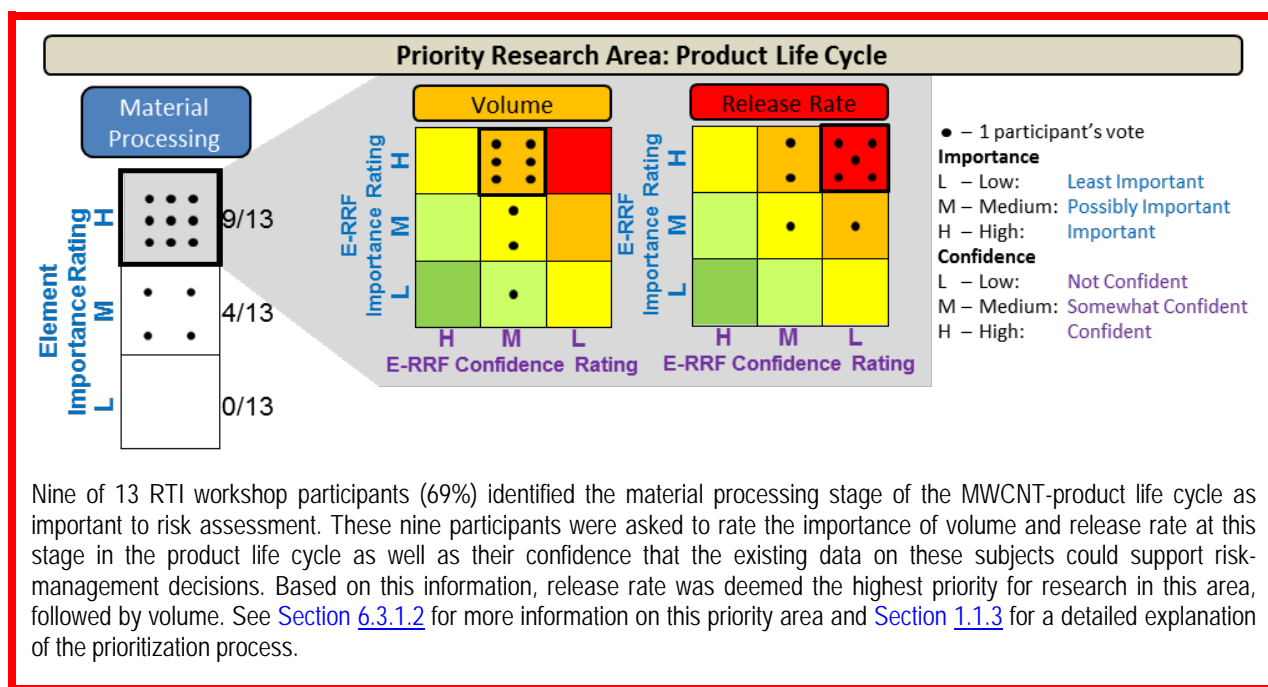 Priority Research Area: Product Life Cycle
Material
Processing
Volume
Release Rate
● – 1 participant's vote
Importance
L – Low: Least Important
M – Medium: Possibly Important
H – High: Important
Confidence
L – Low: Not Confident
M – Medium: Somewhat Confident
H – High: Confident
Element
Importance Rating
H
M
L
9/13
4/13
0/13
E-RRF
Importance Rating
H
M
L
H M L
E-RRF Confidence Rating
E-RRF
Importance Rating
H
M
L
H M L
E-RRF Confidence Rating
Nine of 13 RTI workshop participants (69%) identified the material processing stage of the MWCNT-product life cycle as
important to risk assessment. These nine participants were asked to rate the importance of volume and release rate at this
stage in the product life cycle as well as their confidence that the existing data on these subjects could support risk-
management decisions. Based on this information, release rate was deemed the highest priority for research in this area,
followed by volume. See Section 6.3.1.2 for more information on this priority area and Section 1.1.3 for a detailed explanation
of the prioritization process.